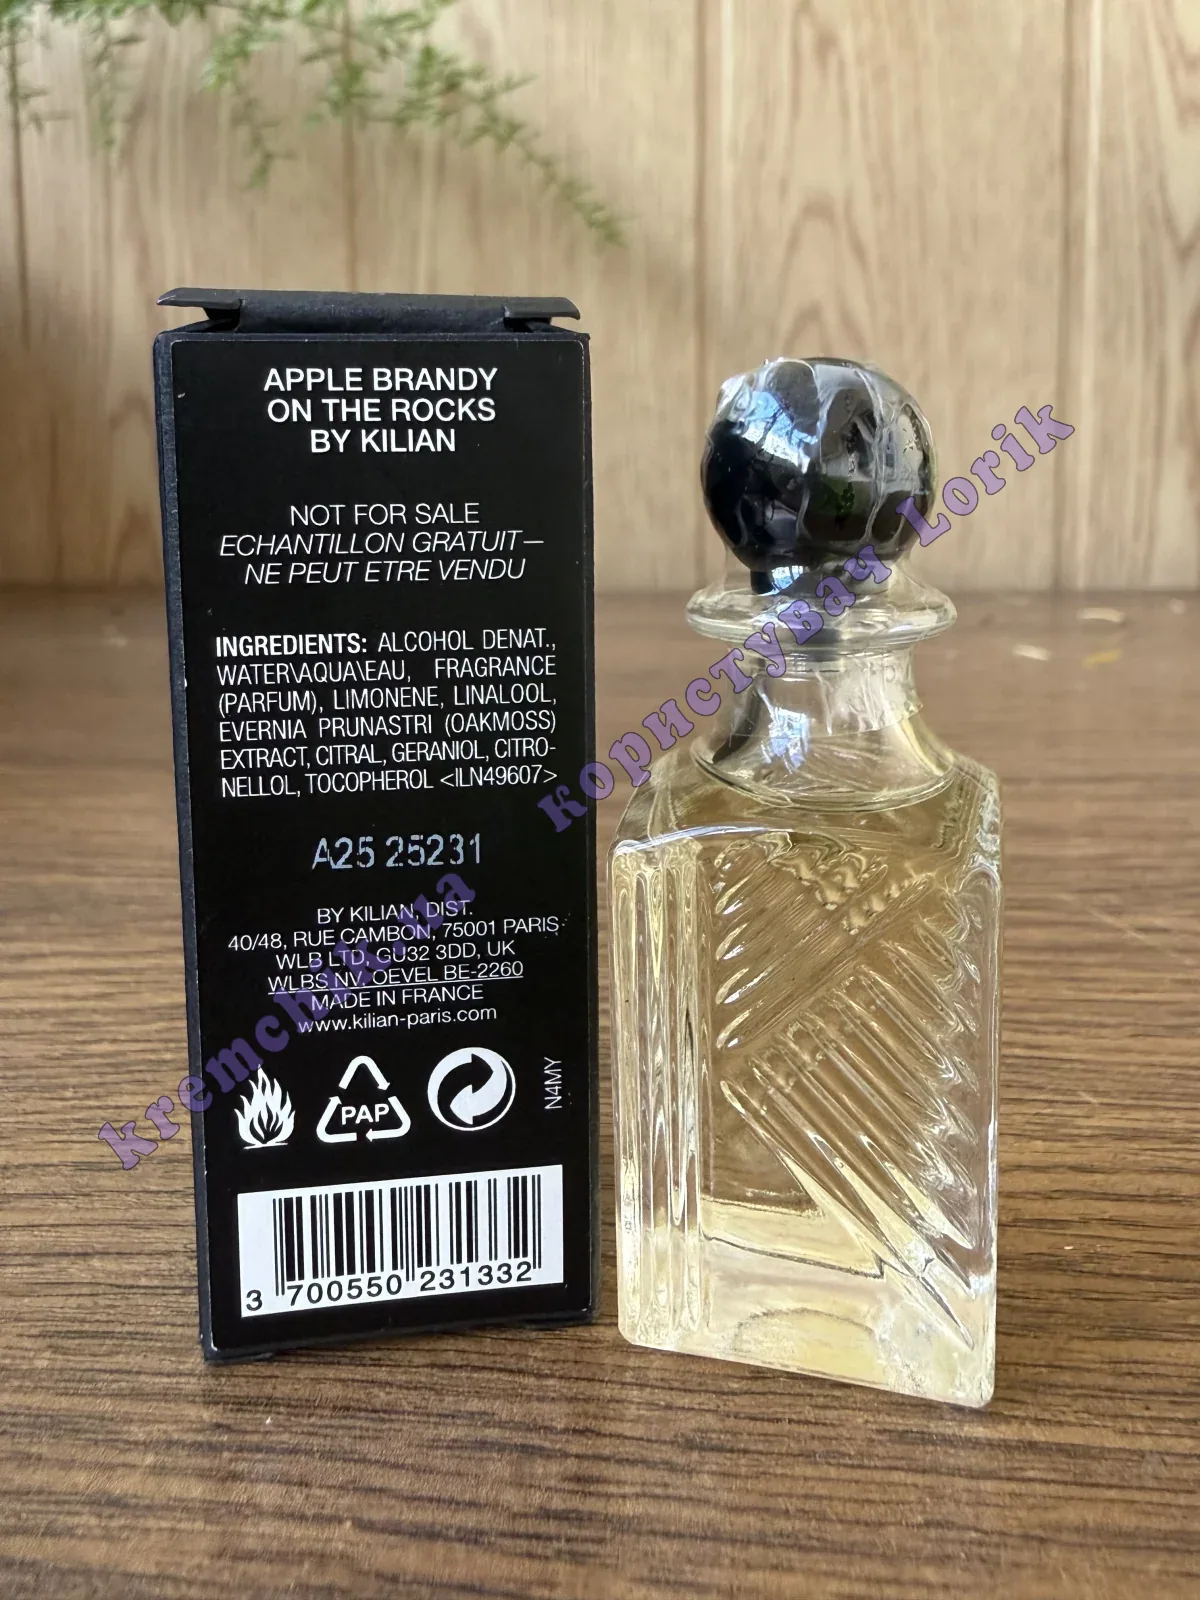 APPLE BRANDY
ON THE ROCKS
BY KILIAN
NOT FOR SALE
ECHANTILLON GRATUIT—
NE PEUT ETRE VENDU
INGREDIENTS: ALCOHOL DENAT.,
WATER\AQUA\EAU, FRAGRANCE
(PARFUM), LIMONENE, LINALOOL,
EVERNIA PRUNASTRI (OAKMOSS)
EXTRACT, CITRAL, GERANIOL, CITRO-
NELLOL, TOCOPHEROL <ILN49607>
A25 25231
BY KILIAN, DIST.
40/48, RUE CAMBON, 75001 PARIS
WLB LTD, GU32 3DD, UK
WLBS NV. OEVEL BE-2260
MADE IN FRANCE
www.kilian-paris.com
PAP
N4MY
3 700550 231332
kremchik.ua користувач Lorik